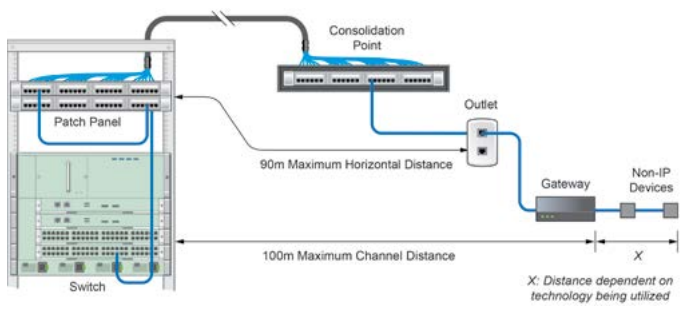 Consolidation
Point
Patch Panel
Outlet
90m Maximum Horizontal Distance
Gateway
Non-IP
Devices
100m Maximum Channel Distance
X
Switch
X: Distance dependent on
technology being utilized